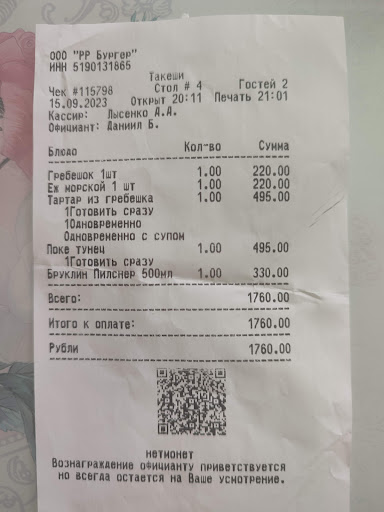 ООО "РР Бургер"
ИНН 5190131865
Такеши
Чек #115798 Стол # 4 Гостей 2
15.09.2023 Открыт 20:11 Печать 21:01
Кассир: Лысенко А.А.
Официант: Даниил Б.
Блюдо Кол-во Сумма
Гребешок 1шт 1.00 220.00
Еж морской 1 шт 1.00 220.00
Тартар из гребешка 1.00 495.00
1Готовить сразу
1Одновременно
Одновременно с супом
Поке тунец 1.00 495.00
1Готовить сразу
Бруклин Пилснер 500мл 1.00 330.00
Всего: 1760.00
Итого к оплате: 1760.00
Рубли 1760.00
нетмонет
Вознаграждение официанту приветствуется
но всегда остается на Ваше усмотрение.